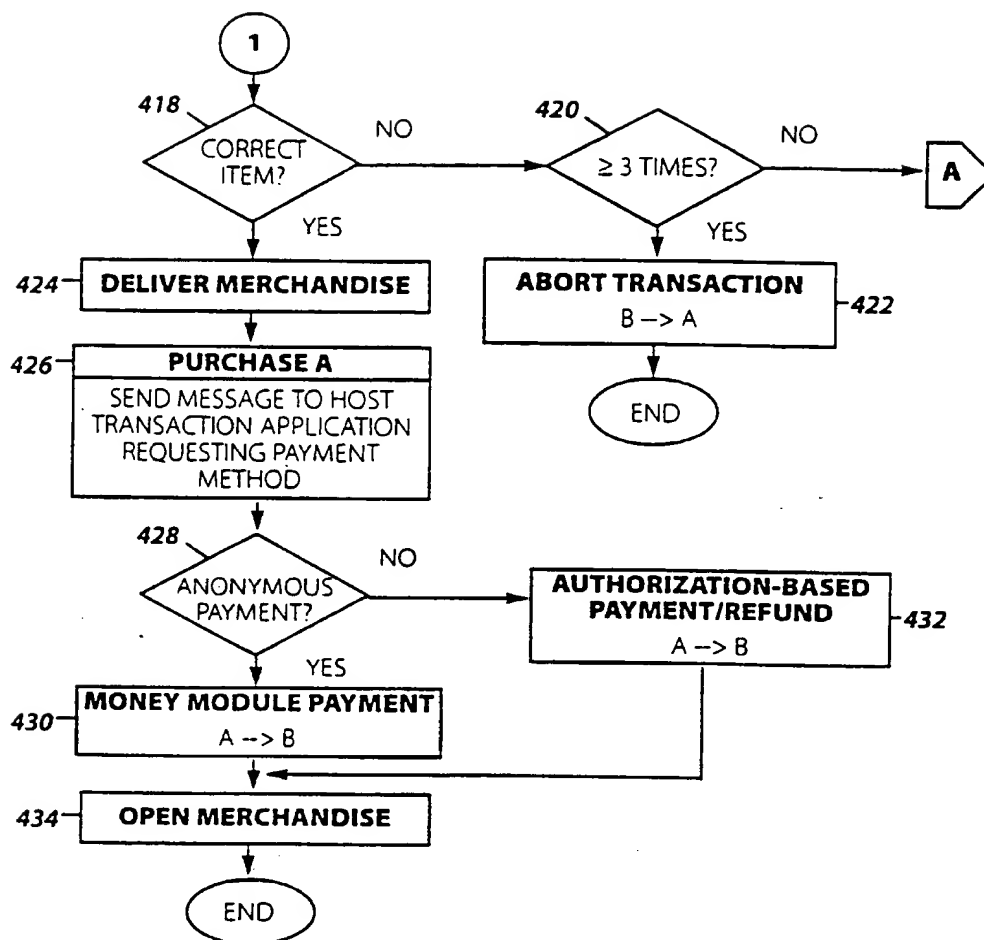 1
418
CORRECT
ITEM?
NO
420
≥ 3 TIMES?
NO
A
YES
YES
424
DELIVER MERCHANDISE
ABORT TRANSACTION
B --> A
422
426
PURCHASE A
SEND MESSAGE TO HOST
TRANSACTION APPLICATION
REQUESTING PAYMENT
METHOD
END
428
ANONYMOUS
PAYMENT?
NO
AUTHORIZATION-BASED
PAYMENT/REFUND
A --> B
432
YES
430
MONEY MODULE PAYMENT
A --> B
434
OPEN MERCHANDISE
END